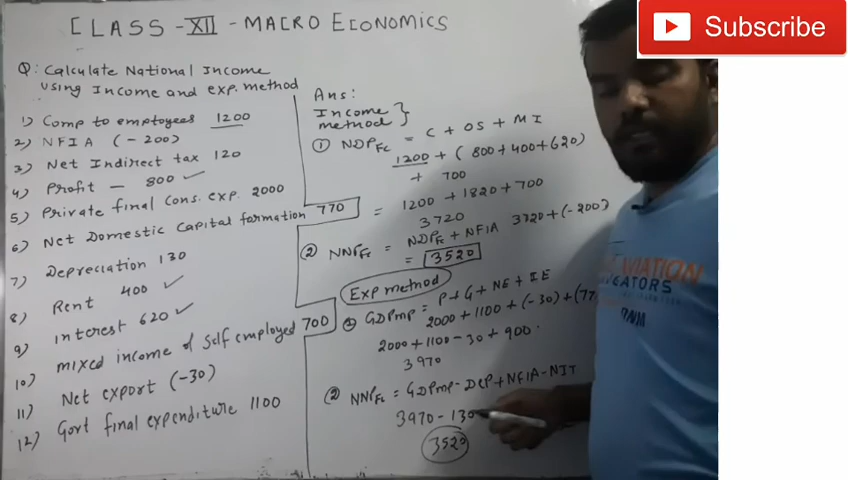 CLASS - XII - MACRO ECONOMICS
Subscribe
Q: Calculate National Income
using Income and exp. method
1) Comp to employees 1200
2) NFIA (-200)
3) Net Indirect tax 120
4) Profit - 800 ✓
5) Private final Cons. exp. 2000
6) Net Domestic Capital formation 770
7) Depreciation 130
8) Rent 400 ✓
9) interest 620 ✓
10) mixed income of self employed 700
11) Net export (-30)
12) Govt final expenditure 1100
Ans:
Income
method }
① NDPFC = C + OS + MI
1200 + (800+400+620)
+ 700
= 1200 + 1820 + 700
3720
② NNPFC = NDPFC + NFIA 3720+(-200)
= 3520
Exp method
① GDPMP = P+G+NE+IE
2000+1100+(-30)+(77
2000+1100-30+900.
3970
② NNPFC = GDPMP-DEP+NFIA-NIT
3970-130
3520
AVIATION